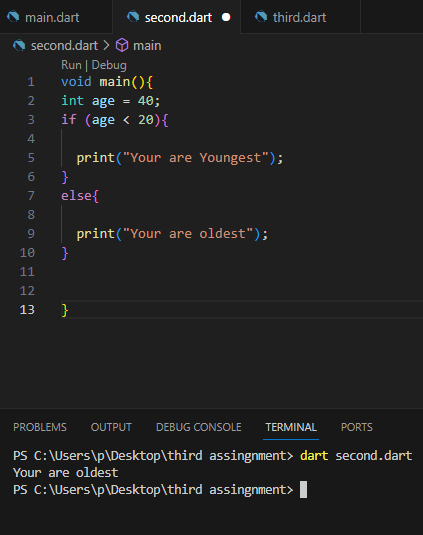 main.dart second.dart third.dart
second.dart > main
Run | Debug
1 void main(){
2 int age = 40;
3 if (age < 20){
4
5 print("Your are Youngest");
6 }
7 else{
8
9 print("Your are oldest");
10 }
11
12
13 }
PROBLEMS OUTPUT DEBUG CONSOLE TERMINAL PORTS
PS C:\Users\p\Desktop\third assingnment> dart second.dart
Your are oldest
PS C:\Users\p\Desktop\third assingnment>